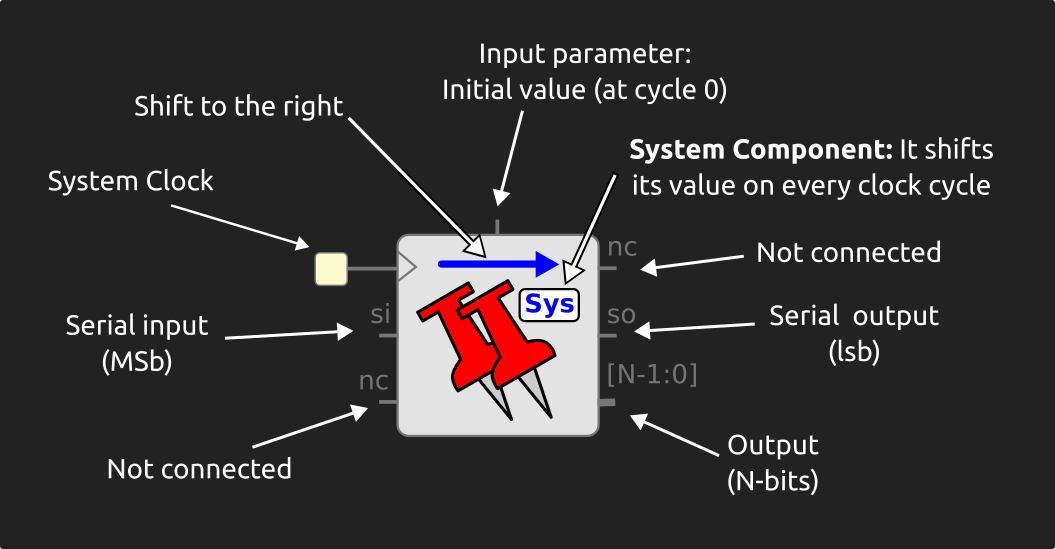 Input parameter:
Initial value (at cycle 0)
Shift to the right
System Component: It shifts
its value on every clock cycle
System Clock
nc
Not connected
Sys
si
so
Serial input
(MSb)
Serial output
(lsb)
nc
[N-1:0]
Not connected
Output
(N-bits)